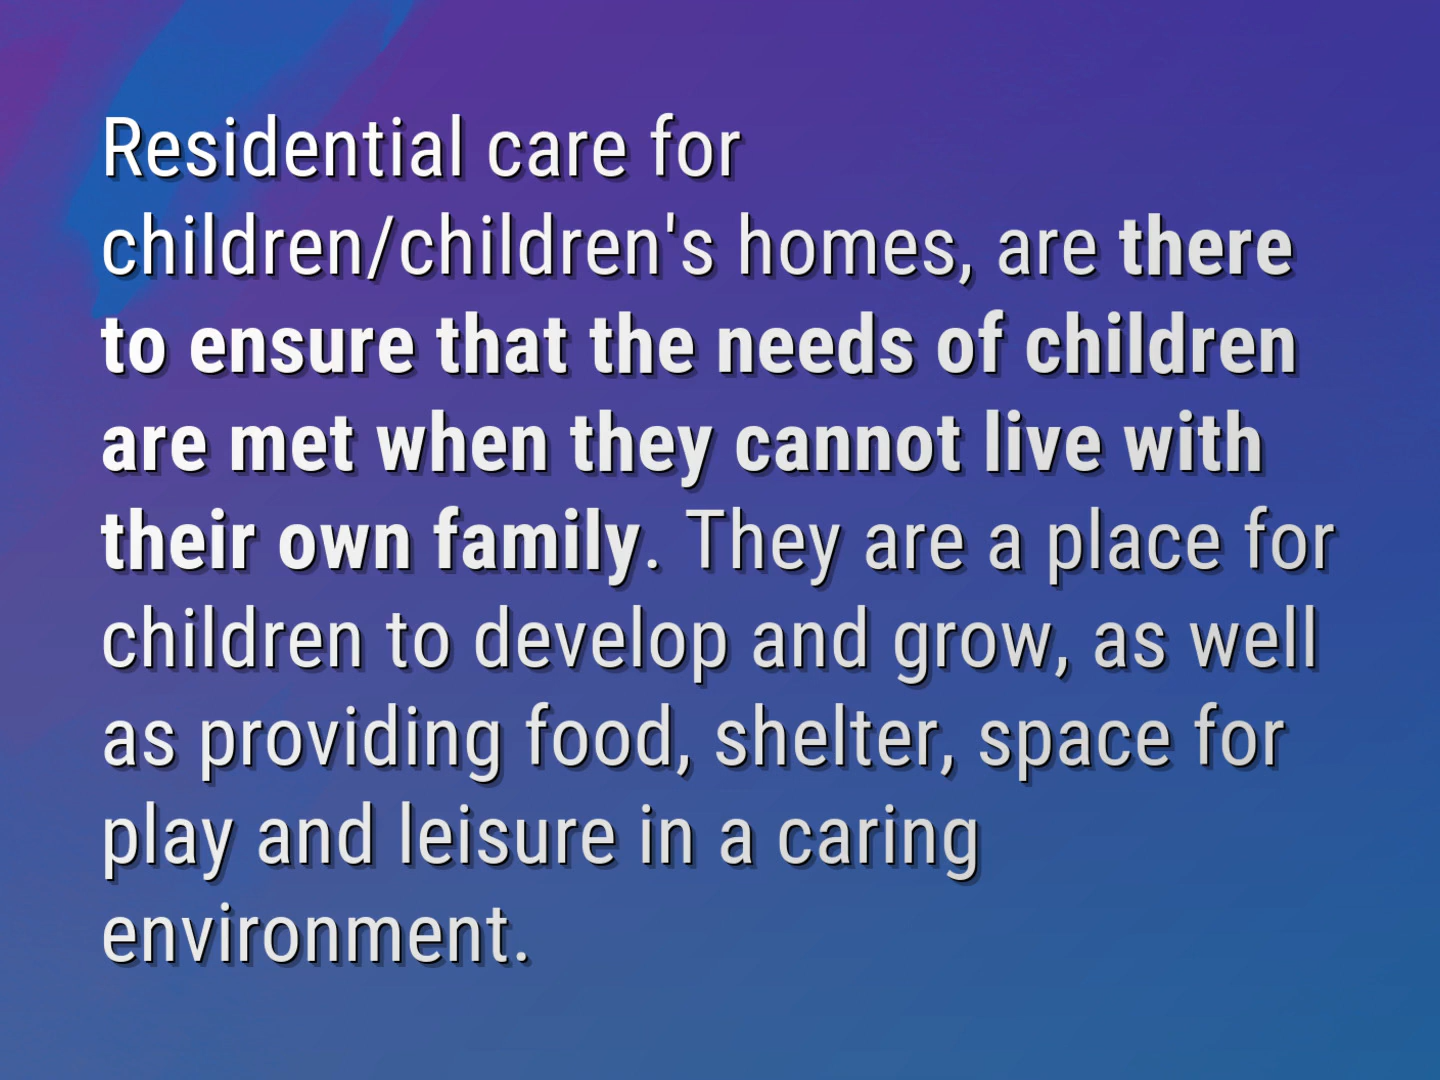 Residential care for
children/children's homes, are there
to ensure that the needs of children
are met when they cannot live with
their own family. They are a place for
children to develop and grow, as well
as providing food, shelter, space for
play and leisure in a caring
environment.